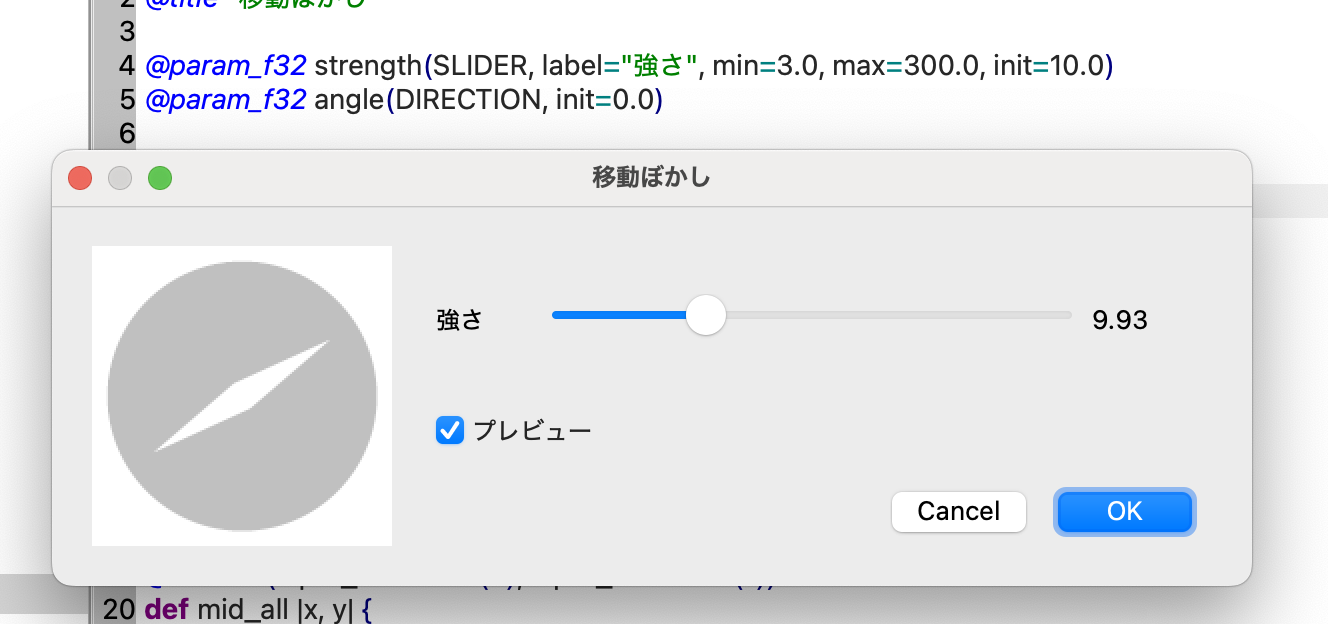 2 @title "移動ぼかし"
3
4 @param_f32 strength(SLIDER, label="強さ", min=3.0, max=300.0, init=10.0)
5 @param_f32 angle(DIRECTION, init=0.0)
6
移動ぼかし
強さ 9.93
プレビュー
Cancel OK
20 def mid_all |x, y| {